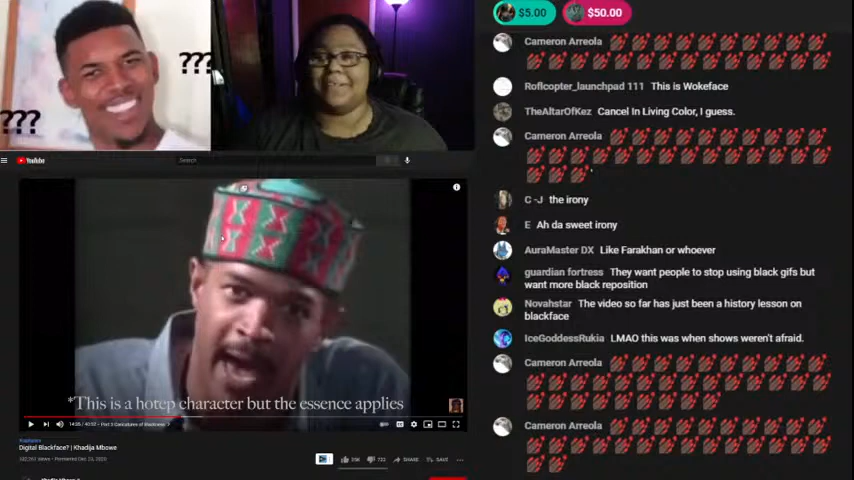 $5.00
$50.00
???
???
Cameron Arreola
Roflcopter_launchpad 111 This is Wokeface
TheAltarOfKez Cancel In Living Color, I guess.
Cameron Arreola
C -J the irony
E Ah da sweet irony
AuraMaster DX Like Farakhan or whoever
guardian fortress They want people to stop using black gifs but
want more black reposition
Novahstar The video so far has just been a history lesson on
blackface
IceGoddessRukia LMAO this was when shows weren't afraid.
Cameron Arreola
Cameron Arreola
YouTube
Search
*This is a hotep character but the essence applies
Digital Blackface? | Khadija Mbowe
SHARE
SAVE